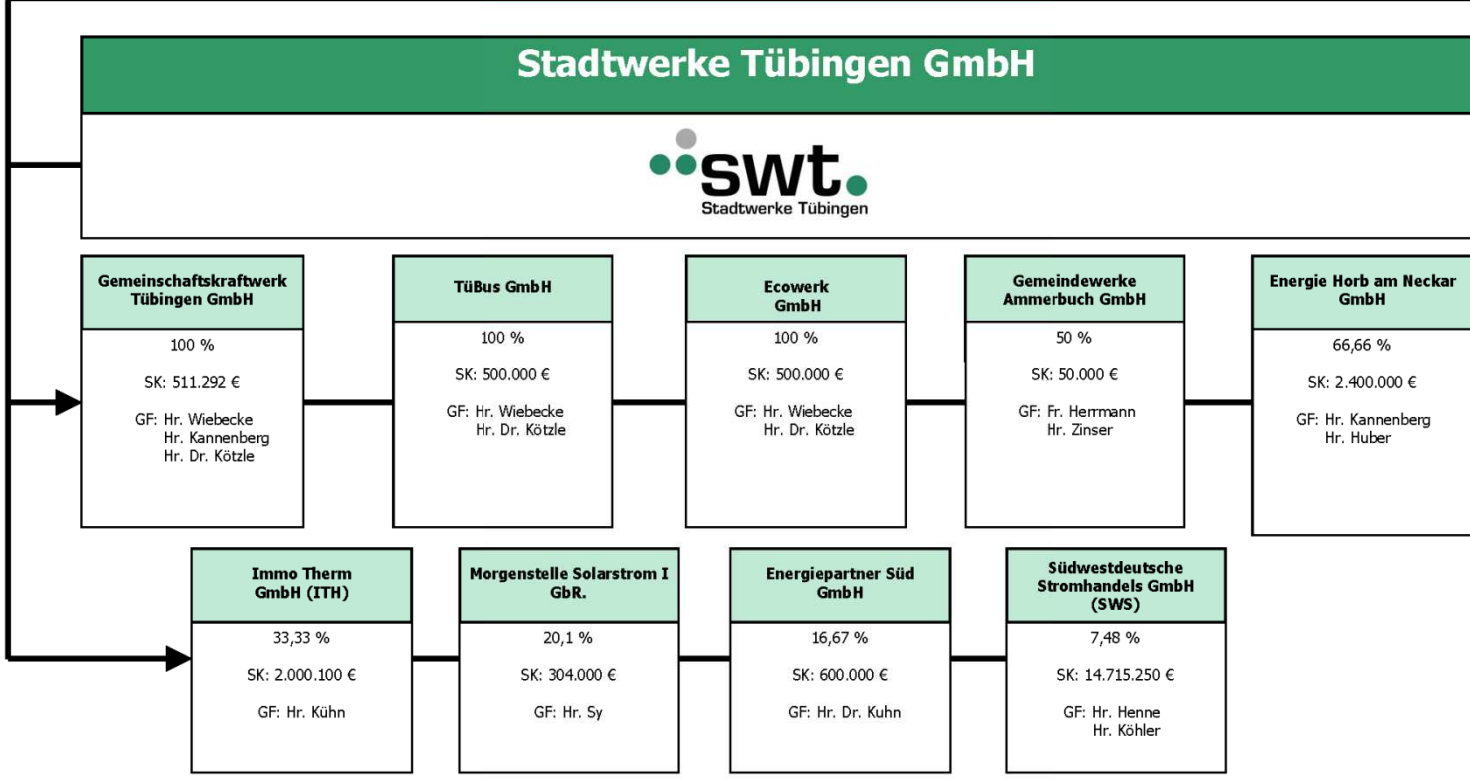 Stadtwerke Tübingen GmbH
swt.
Stadtwerke Tübingen
Gemeinschaftskraftwerk
Tübingen GmbH
100 %
SK: 511.292 €
GF: Hr. Wiebecke
Hr. Kannenberg
Hr. Dr. Kötzle
TüBus GmbH
100 %
SK: 500.000 €
GF: Hr. Wiebecke
Hr. Dr. Kötzle
Ecowerk
GmbH
100 %
SK: 500.000 €
GF: Hr. Wiebecke
Hr. Dr. Kötzle
Gemeindewerke
Ammerbuch GmbH
50 %
SK: 50.000 €
GF: Fr. Herrmann
Hr. Zinser
Energie Horb am Neckar
GmbH
66,66 %
SK: 2.400.000 €
GF: Hr. Kannenberg
Hr. Huber
Immo Therm
GmbH (ITH)
33,33 %
SK: 2.000.100 €
GF: Hr. Kühn
Morgenstelle Solarstrom I
GbR.
20,1 %
SK: 304.000 €
GF: Hr. Sy
Energiepartner Süd
GmbH
16,67 %
SK: 600.000 €
GF: Hr. Dr. Kuhn
Südwestdeutsche
Stromhandels GmbH
(SWS)
7,48 %
SK: 14.715.250 €
GF: Hr. Henne
Hr. Köhler